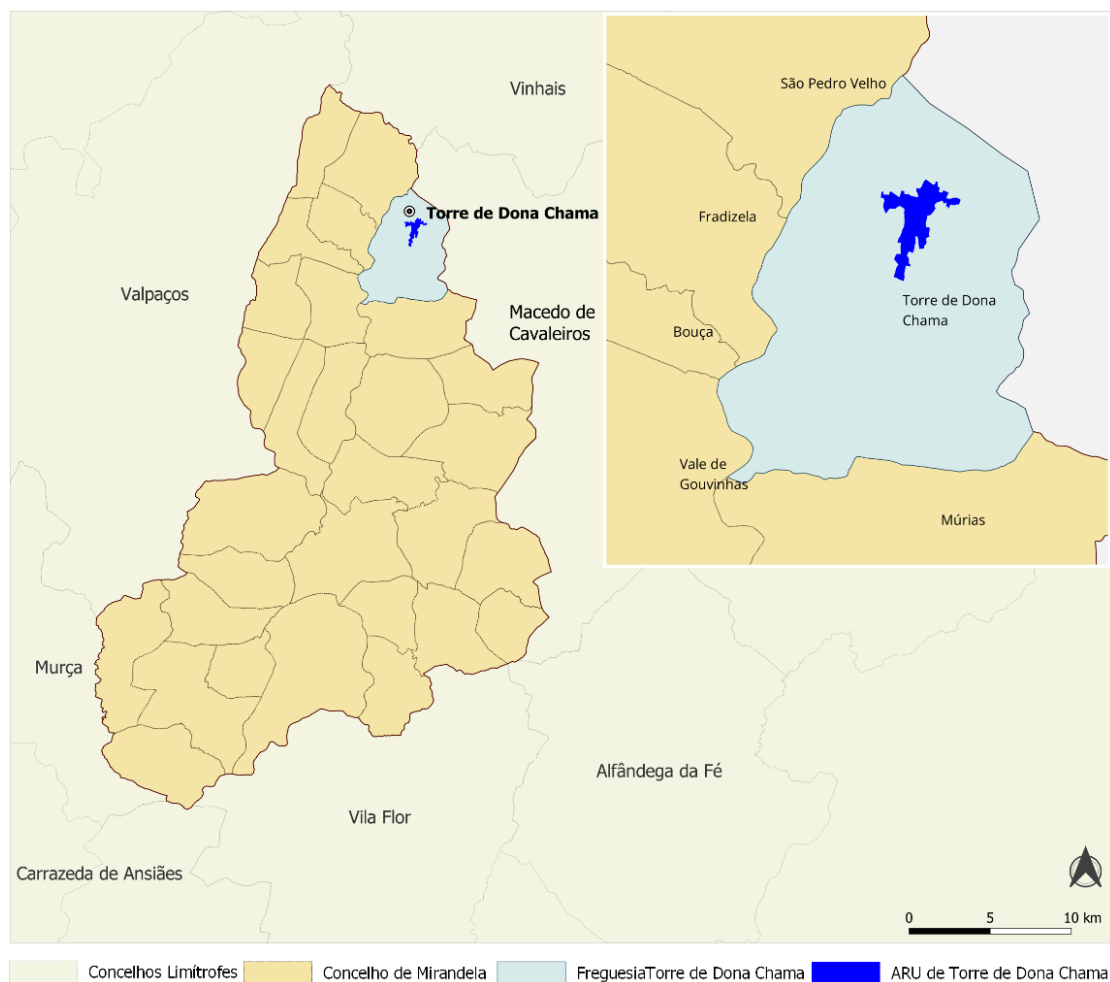 Vinhais
Torre de Dona Chama
Valpaços
Macedo de
Cavaleiros
Murça
Alfândega da Fé
Vila Flor
Carrazeda de Ansiães
São Pedro Velho
Fradizela
Torre de Dona
Chama
Bouça
Vale de
Gouvinhas
Múrias
0 5 10 km
Concelhos Limítrofes
Concelho de Mirandela
FreguesiaTorre de Dona Chama
ARU de Torre de Dona Chama